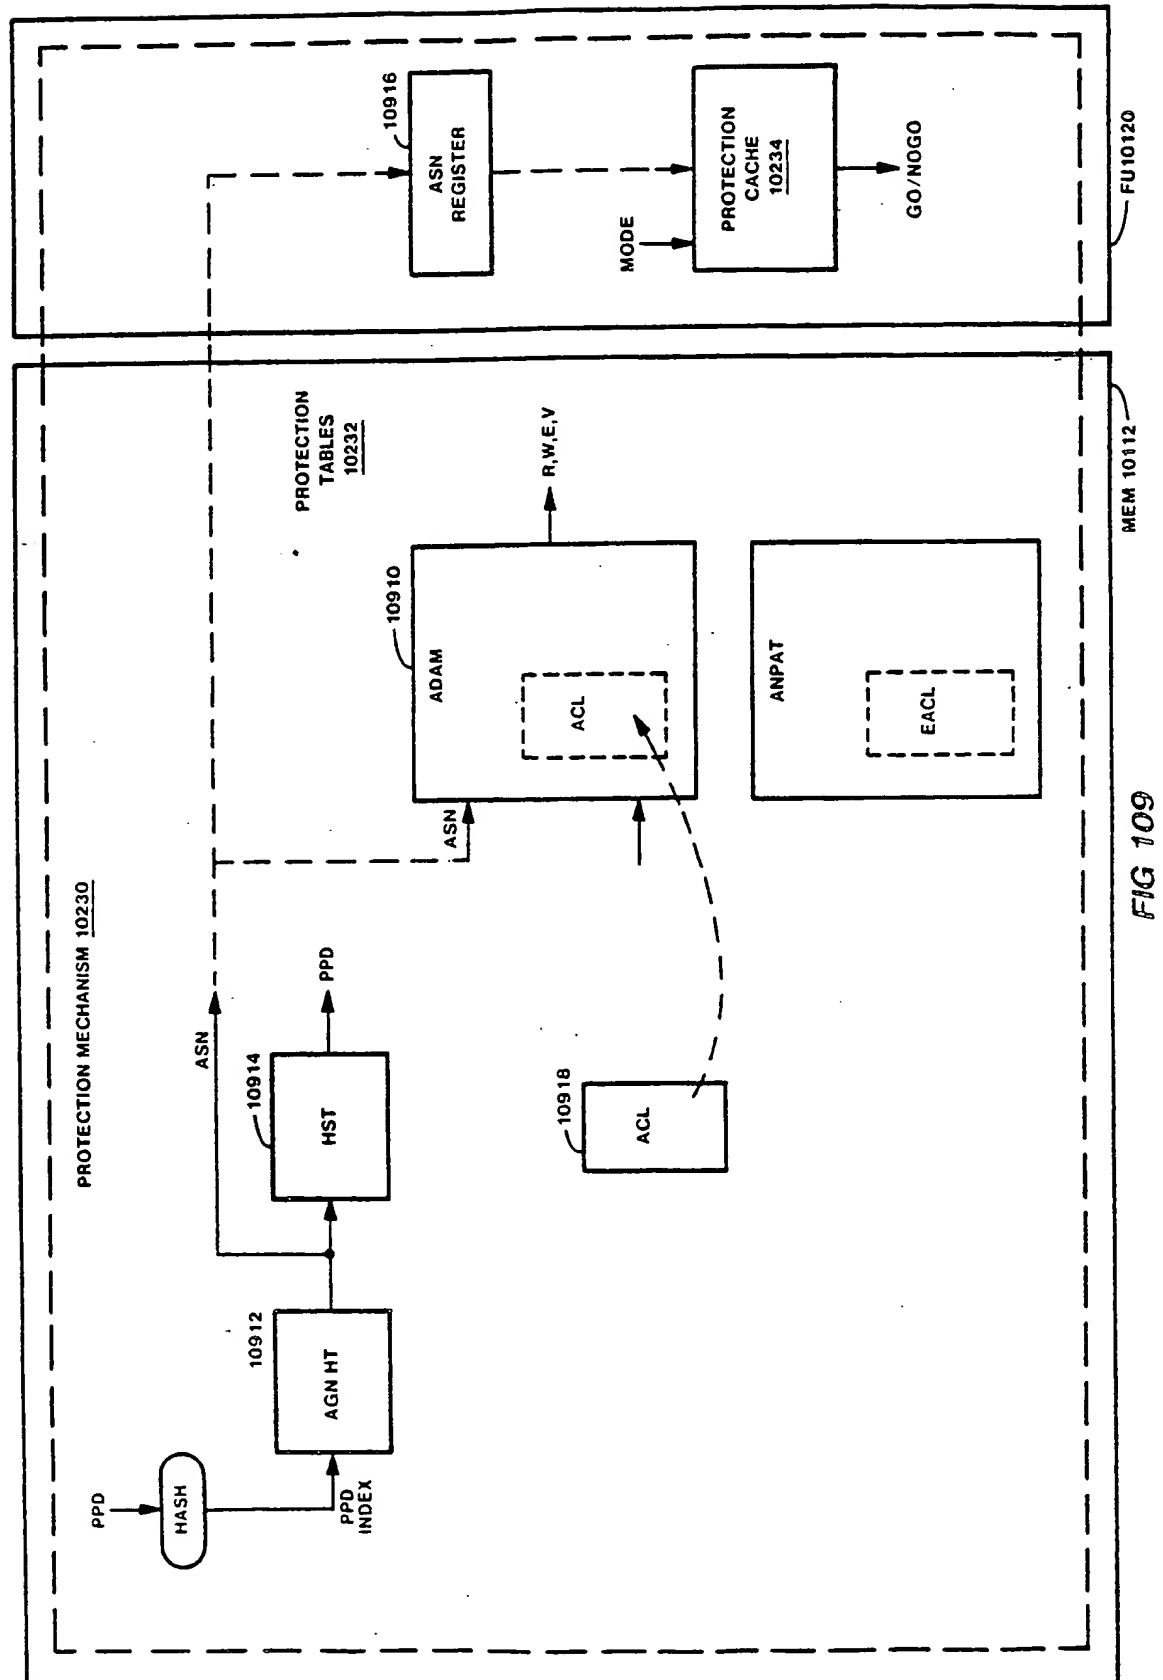 PROTECTION MECHANISM 10230
PPD
HASH
PPD
INDEX
10912
AGN HT
ASN
10914
HST
PPD
10918
ACL
ASN
10910
ADAM
ACL
R,W,E,V
ANPAT
EACL
PROTECTION
TABLES
10232
MEM 10112
10916
ASN
REGISTER
MODE
PROTECTION
CACHE
10234
GO/NOGO
FU10120
FIG 109